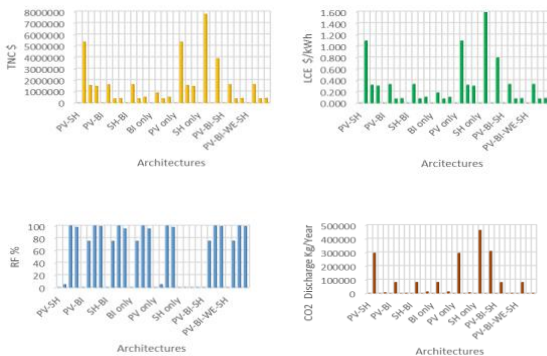 TNC $
8000000
7000000
6000000
5000000
4000000
3000000
2000000
1000000
0
PV-SH
PV-BI
SH-BI
BI only
PV only
SH only
PV-BI-SH
PV-BI-WE-SH
Architectures
LCE $/kWh
1.600
1.400
1.200
1.000
0.800
0.600
0.400
0.200
0.000
PV-SH
PV-BI
SH-BI
BI only
PV only
SH only
PV-BI-SH
PV-BI-WE-SH
Arcitectures
RF %
100
80
60
40
20
0
PV-SH
PV-BI
SH-BI
BI only
PV only
SH only
PV-BI-SH
PV-BI-WE-SH
Architectures
CO2 Discharge Kg/Year
500000
400000
300000
200000
100000
0
PV-SH
PV-BI
SH-BI
BI only
PV only
SH only
PV-BI-SH
PV-BI-WE-SH
Architectures